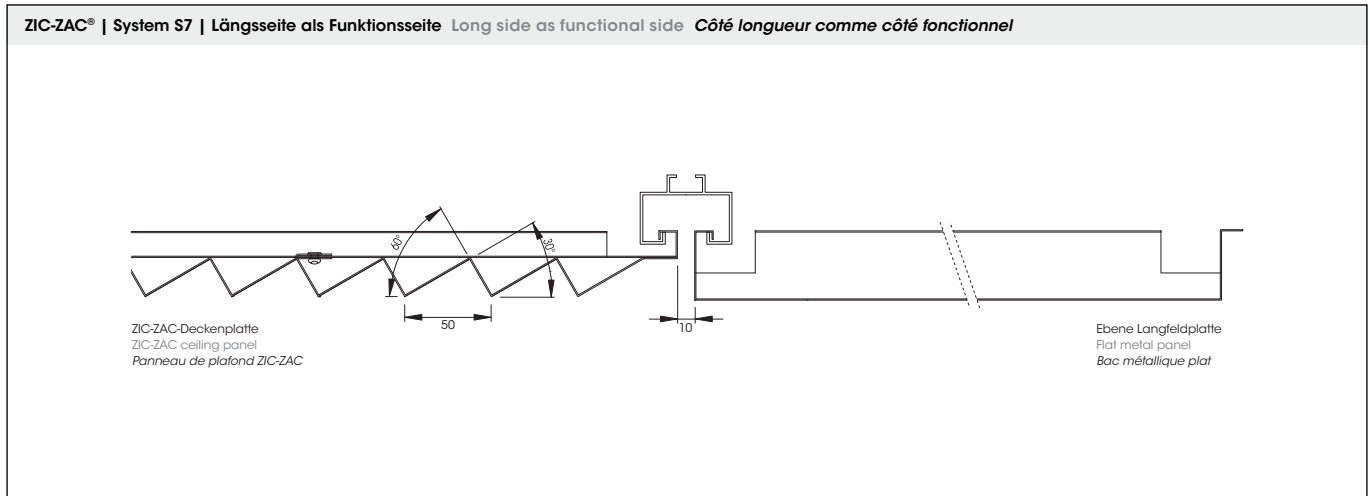 ZIC-ZAC® | System S7 | Längsseite als Funktionsseite Long side as functional side Côté longueur comme côté fonctionnel
60°
30°
50
10
ZIC-ZAC-Deckenplatte
ZIC-ZAC ceiling panel
Panneau de plafond ZIC-ZAC
Ebene Langfeldplatte
Flat metal panel
Bac métallique plat